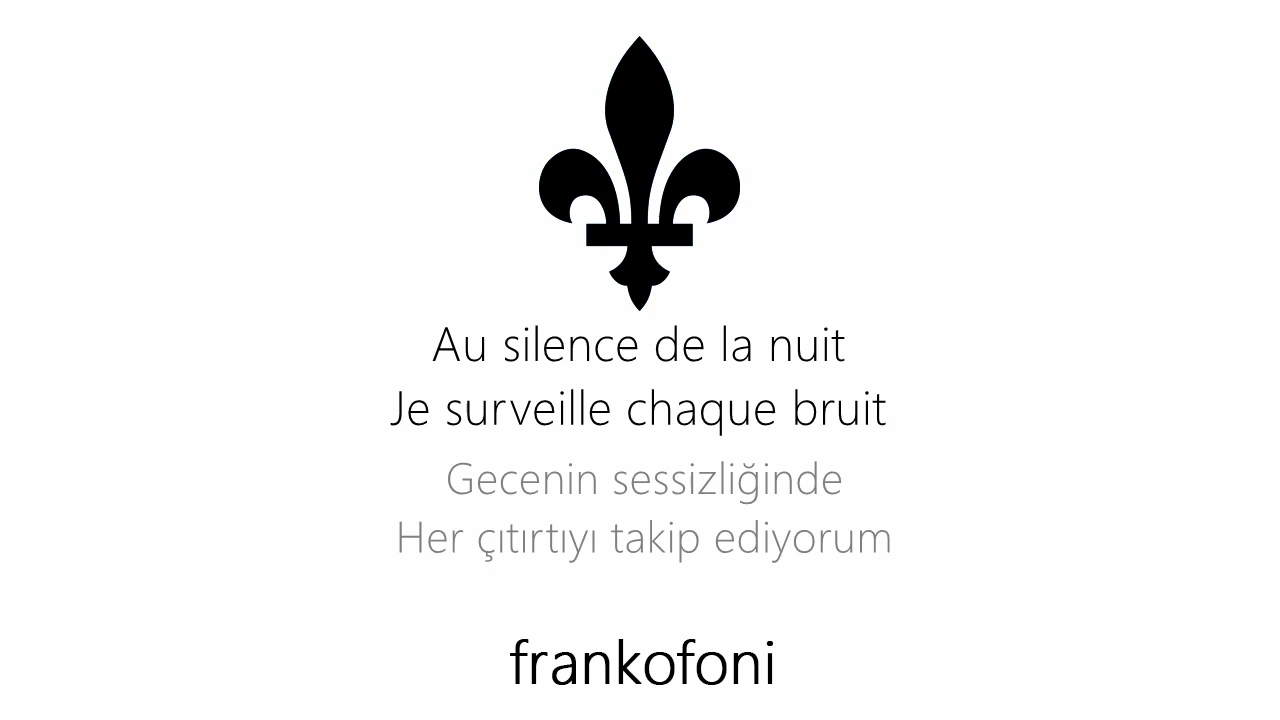 Au silence de la nuit
Je surveille chaque bruit
Gecenin sessizliğinde
Her çıtırtıyı takip ediyorum
frankofoni